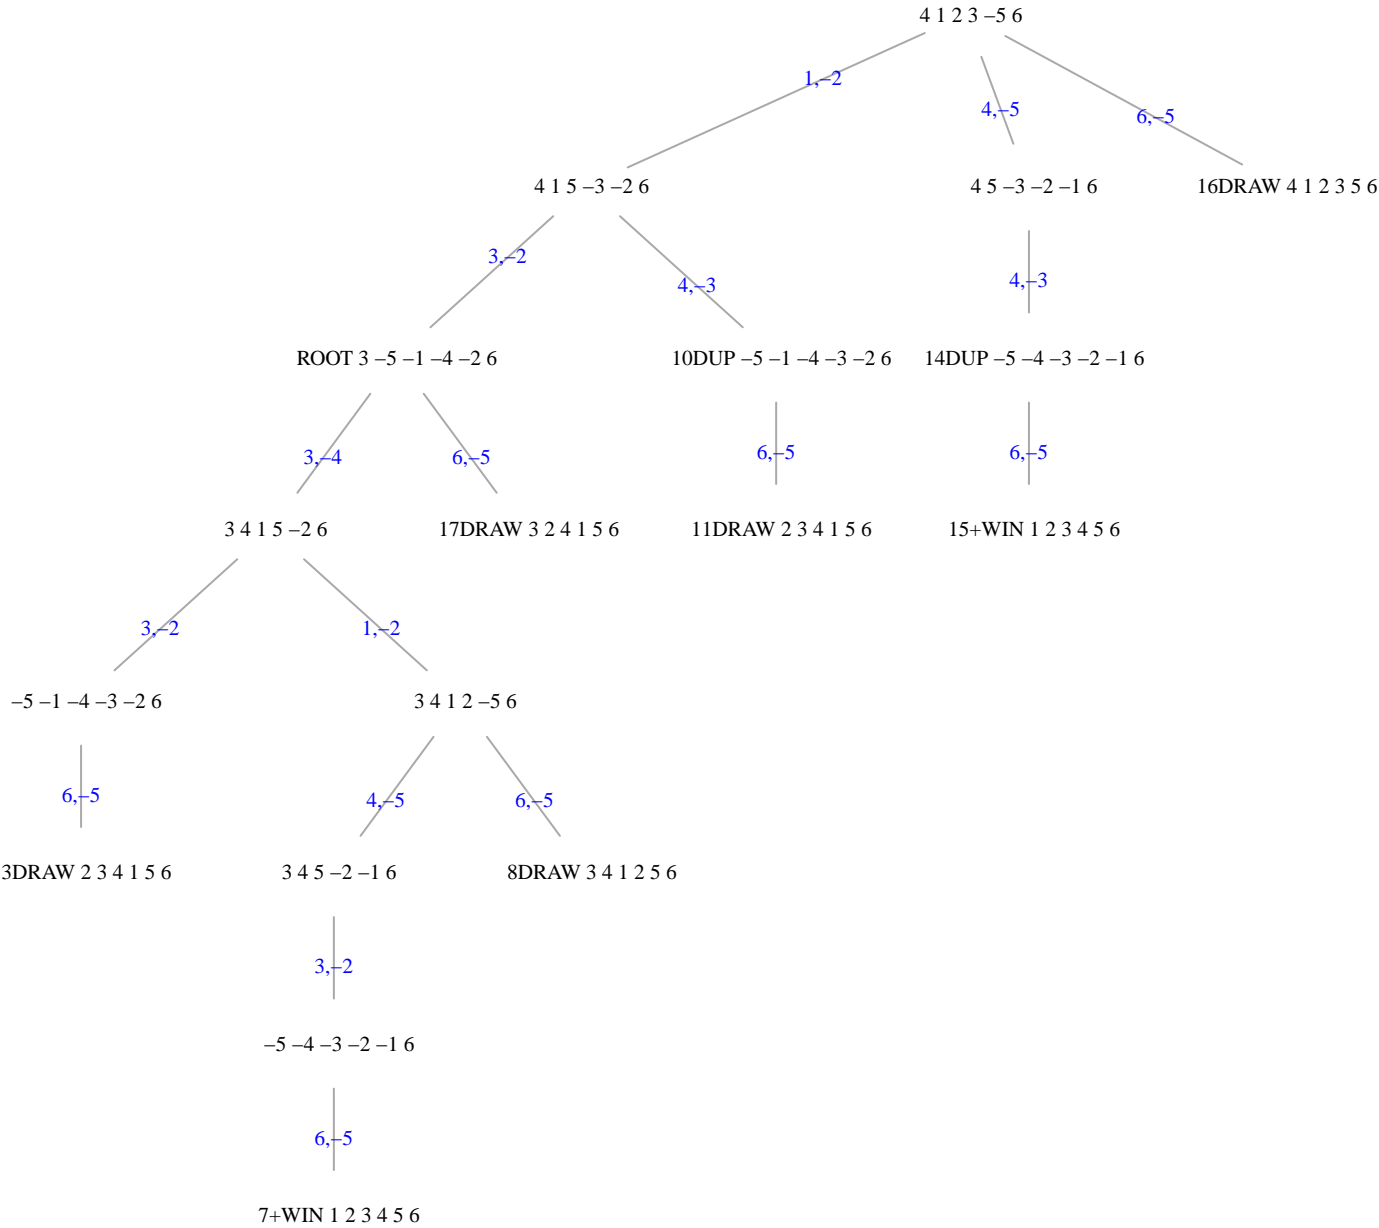 4 1 2 3 –5 6
1,–2
4,–5
6,–5
4 1 5 –3 –2 6
4 5 –3 –2 –1 6
16DRAW 4 1 2 3 5 6
3,–2
4,–3
4,–3
ROOT 3 –5 –1 –4 –2 6
10DUP –5 –1 –4 –3 –2 6
14DUP –5 –4 –3 –2 –1 6
3,–4
6,–5
6,–5
6,–5
3 4 1 5 –2 6
17DRAW 3 2 4 1 5 6
11DRAW 2 3 4 1 5 6
15+WIN 1 2 3 4 5 6
3,–2
1,–2
–5 –1 –4 –3 –2 6
3 4 1 2 –5 6
6,–5
4,–5
6,–5
3DRAW 2 3 4 1 5 6
3 4 5 –2 –1 6
8DRAW 3 4 1 2 5 6
3,–2
–5 –4 –3 –2 –1 6
6,–5
7+WIN 1 2 3 4 5 6